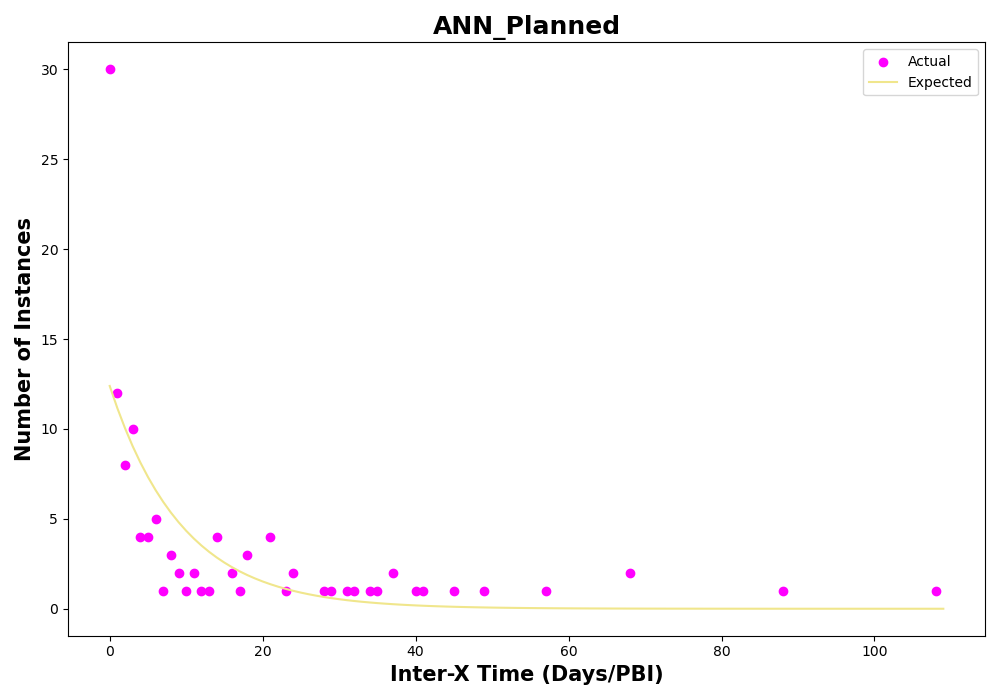 ANN_Planned
Actual
Expected
30
25
20
15
10
5
0
Number of Instances
0 20 40 60 80 100
Inter-X Time (Days/PBI)